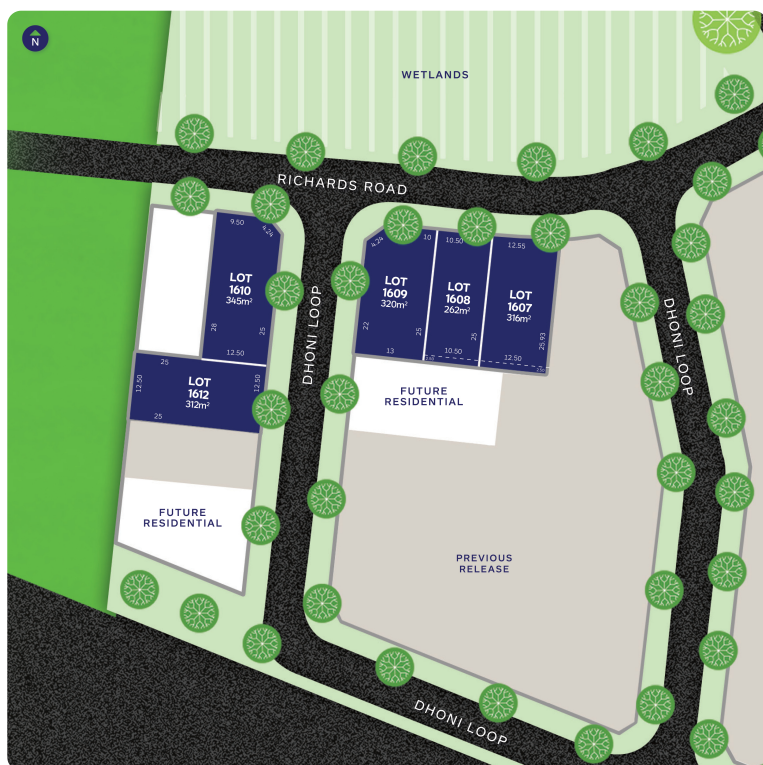 N
WETLANDS
RICHARDS ROAD
9.50
4.24
LOT
1610
345m²
28
25
12.50
DHONI LOOP
4.24
10
LOT
1609
320m²
22
25
13
10.50
LOT
1608
262m²
25
10.50
12.55
LOT
1607
316m²
25.93
12.50
DHONI LOOP
25
12.50
LOT
1612
312m²
12.50
25
FUTURE
RESIDENTIAL
FUTURE
RESIDENTIAL
PREVIOUS
RELEASE
DHONI LOOP